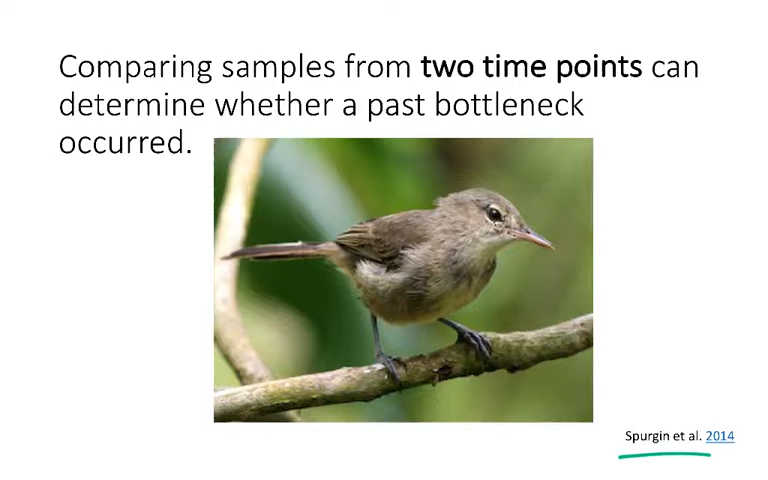 Comparing samples from two time points can
determine whether a past bottleneck
occurred.
Spurgin et al. 2014